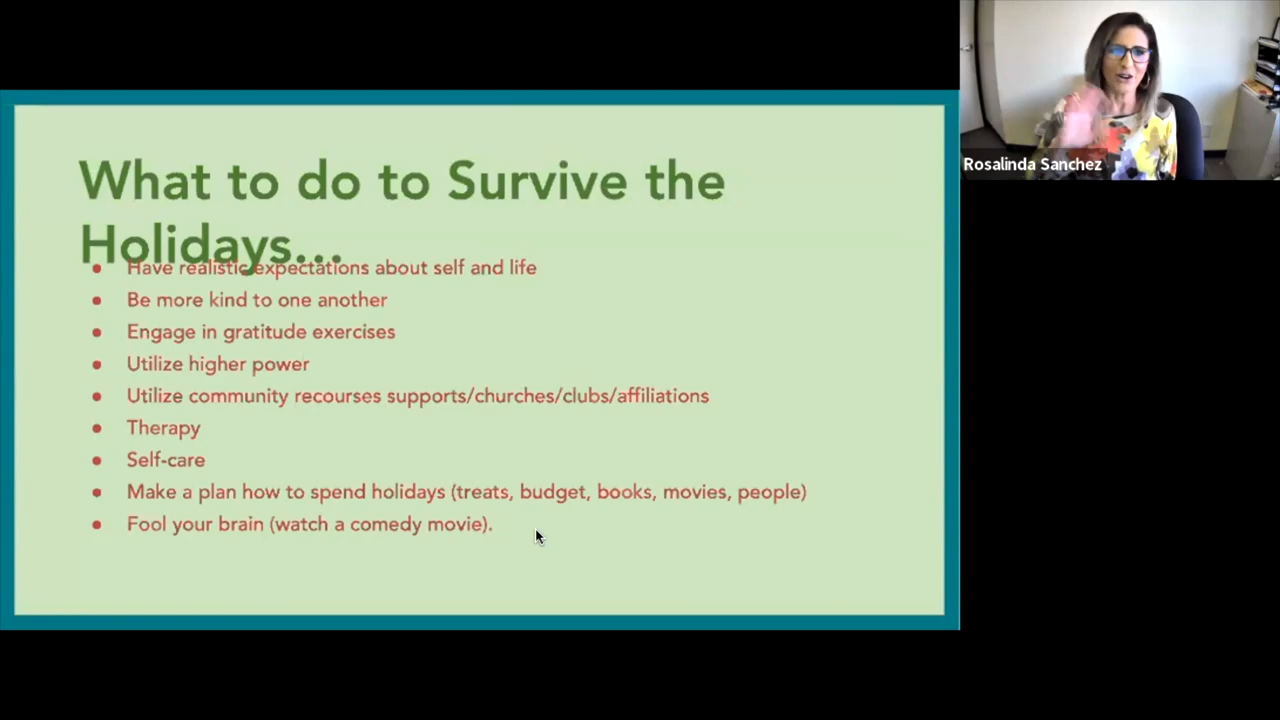 What to do to Survive the
Holidays...
• Have realistic expectations about self and life
• Be more kind to one another
• Engage in gratitude exercises
• Utilize higher power
• Utilize community recourses supports/churches/clubs/affiliations
• Therapy
• Self-care
• Make a plan how to spend holidays (treats, budget, books, movies, people)
• Fool your brain (watch a comedy movie).
Rosalinda Sanchez